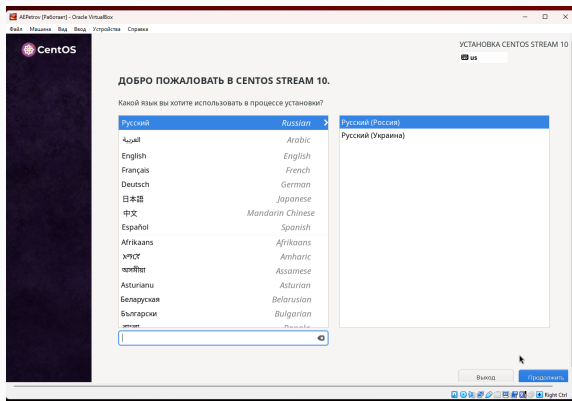 AEPetrov [Работает] - Oracle VirtualBox
Файл Машина Вид Ввод Устройства Справка
CentOS
УСТАНОВКА CENTOS STREAM 10
us
ДОБРО ПОЖАЛОВАТЬ В CENTOS STREAM 10.
Какой язык вы хотите использовать в процессе установки?
Русский Russian
العربية Arabic
English English
Français French
Deutsch German
日本語 Japanese
中文 Mandarin Chinese
Español Spanish
Afrikaans Afrikaans
አማርኛ Amharic
অসমীয়া Assamese
Asturianu Asturian
Беларуская Belarusian
Български Bulgarian
Русский (Россия)
Русский (Украина)
Выход Продолжить
Right Ctrl